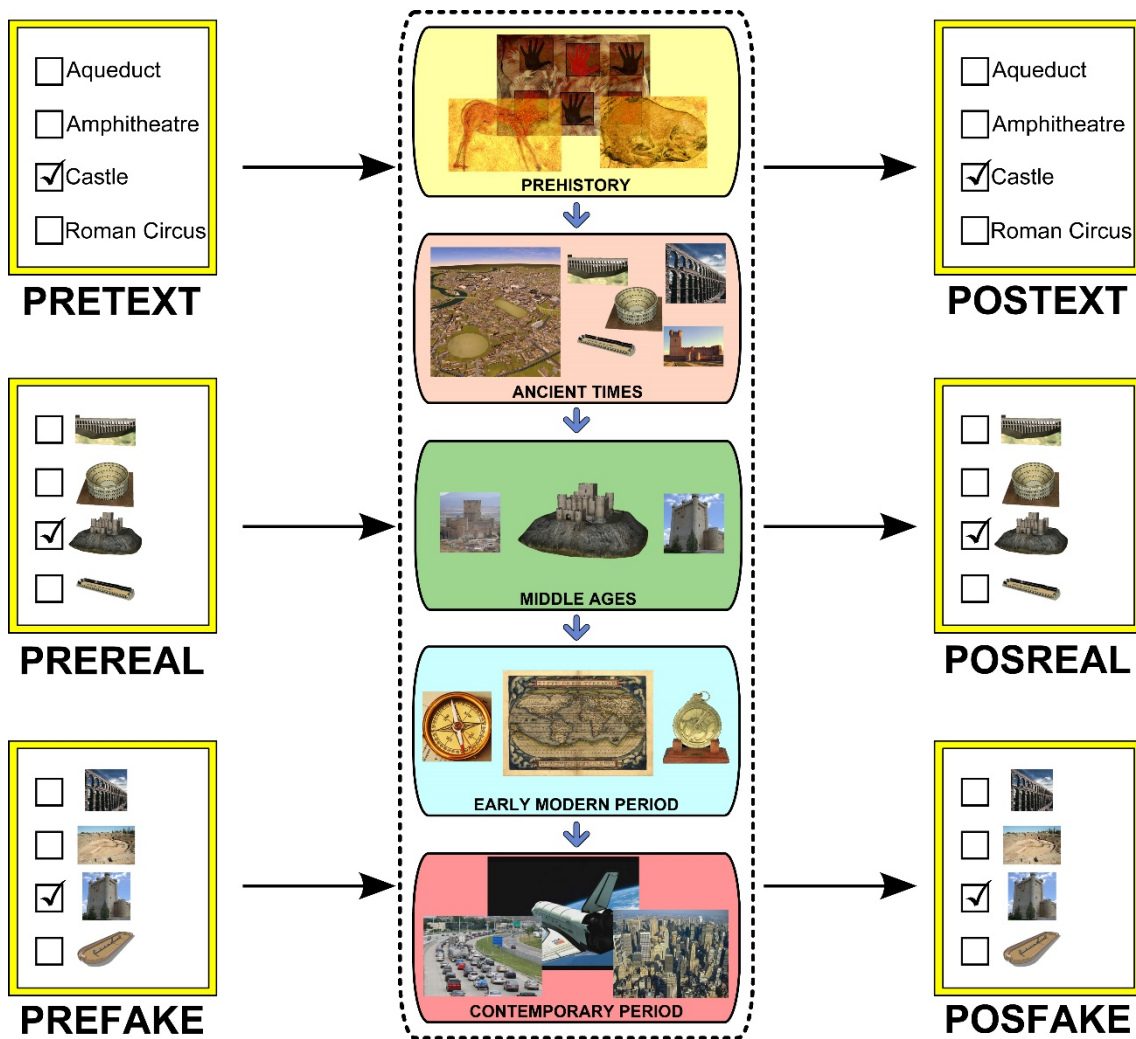 Aqueduct
Amphitheatre
Castle
Roman Circus
PRETEXT
PREREAL
PREFAKE
PREHISTORY
ANCIENT TIMES
MIDDLE AGES
EARLY MODERN PERIOD
CONTEMPORARY PERIOD
Aqueduct
Amphitheatre
Castle
Roman Circus
POSTEXT
POSREAL
POSFAKE